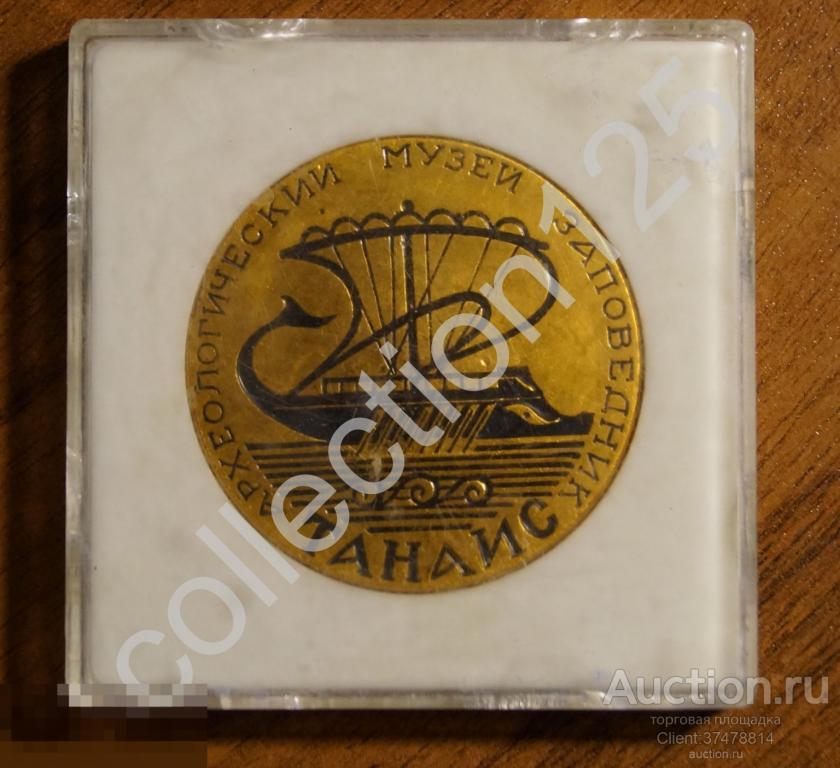 АРХЕОЛОГИЧЕСКИЙ МУЗЕЙ ЗАПОВЕДНИК
ТАНАИС
collection125
Auction.ru
торговая площадка
Client:37478814
auction.ru